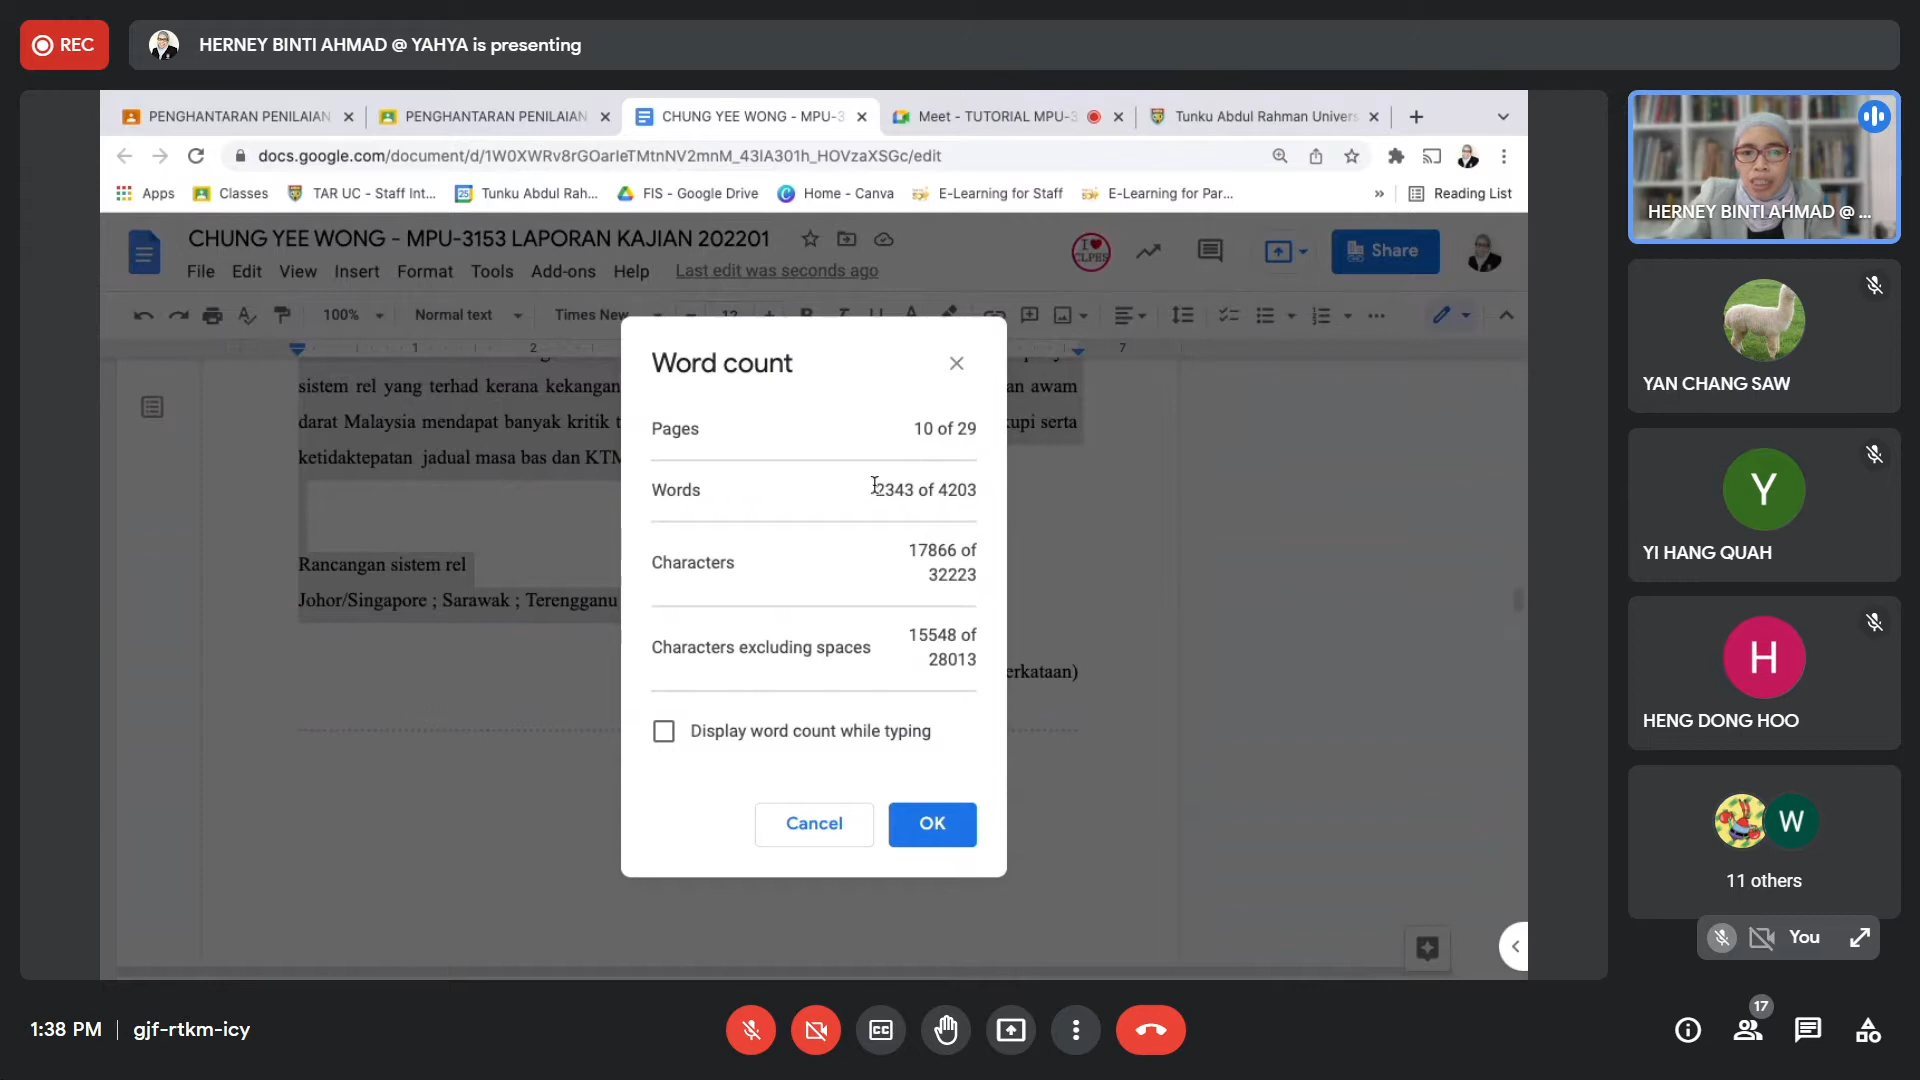 REC
HERNEY BINTI AHMAD @ YAHYA is presenting
PENGHANTARAN PENILAIAN
PENGHANTARAN PENILAIAN
CHUNG YEE WONG - MPU-3
Meet - TUTORIAL MPU-3
Tunku Abdul Rahman Univers
docs.google.com/document/d/1W0XWRv8rGOarIeTMtnNV2mnM_43lA301h_HOVzaXSGc/edit
Apps
Classes
TAR UC - Staff Int...
Tunku Abdul Rah...
FIS - Google Drive
Home - Canva
E-Learning for Staff
E-Learning for Par...
»
Reading List
CHUNG YEE WONG - MPU-3153 LAPORAN KAJIAN 202201
I ❤ CLPHS
Share
File Edit View Insert Format Tools Add-ons Help Last edit was seconds ago
100% Normal text Times New
1 2 7
sistem rel yang terhad kerana kekangan
an awam
darat Malaysia mendapat banyak kritik
kupi serta
ketidaktepatan jadual masa bas dan KTM
Rancangan sistem rel
Johor/Singapore ; Sarawak ; Terengganu
erkataan)
Word count
Pages 10 of 29
Words 2343 of 4203
Characters 17866 of 32223
Characters excluding spaces 15548 of 28013
Display word count while typing
Cancel OK
HERNEY BINTI AHMAD @ ...
YAN CHANG SAW
Y
YI HANG QUAH
H
HENG DONG HOO
W
11 others
You
1:38 PM | gjf-rtkm-icy
CC
17